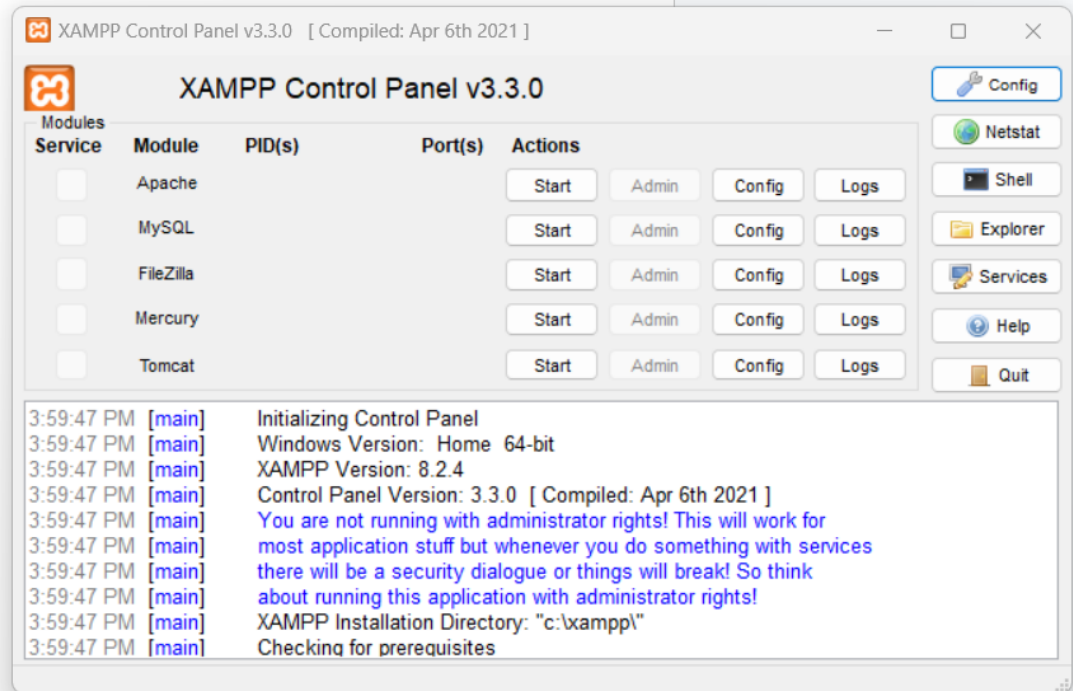 XAMPP Control Panel v3.3.0 [ Compiled: Apr 6th 2021 ]
XAMPP Control Panel v3.3.0
Config
Modules
Service Module PID(s) Port(s) Actions
Netstat
Apache Start Admin Config Logs
Shell
MySQL Start Admin Config Logs
Explorer
FileZilla Start Admin Config Logs
Services
Mercury Start Admin Config Logs
Help
Tomcat Start Admin Config Logs
Quit
3:59:47 PM [main] Initializing Control Panel
3:59:47 PM [main] Windows Version: Home 64-bit
3:59:47 PM [main] XAMPP Version: 8.2.4
3:59:47 PM [main] Control Panel Version: 3.3.0 [ Compiled: Apr 6th 2021 ]
3:59:47 PM [main] You are not running with administrator rights! This will work for
3:59:47 PM [main] most application stuff but whenever you do something with services
3:59:47 PM [main] there will be a security dialogue or things will break! So think
3:59:47 PM [main] about running this application with administrator rights!
3:59:47 PM [main] XAMPP Installation Directory: "c:\xampp\"
3:59:47 PM [main] Checking for prerequisites